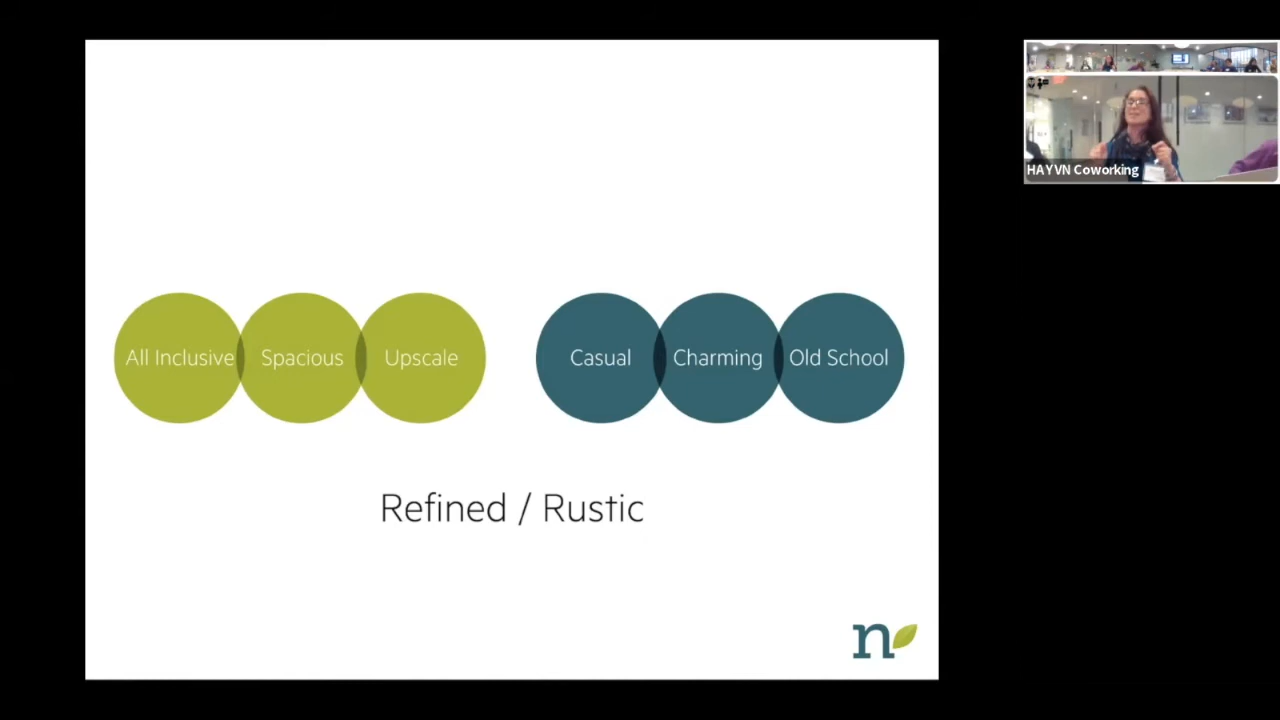 All Inclusive Spacious Upscale Casual Charming Old School
Refined / Rustic
n
HAYVN Coworking